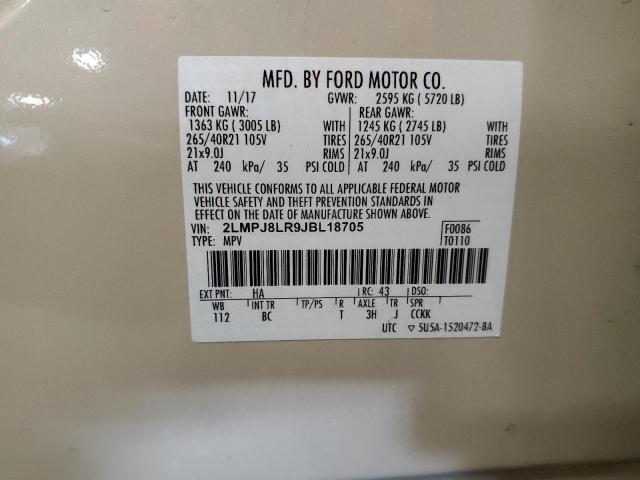 MFD. BY FORD MOTOR CO.
DATE: 11/17 GVWR: 2595 KG ( 5720 LB)
FRONT GAWR: REAR GAWR:
1363 KG ( 3005 LB) WITH 1245 KG ( 2745 LB) WITH
265/40R21 105V TIRES 265/40R21 105V TIRES
21x9.0J RIMS 21x9.0J RIMS
AT 240 kPa/ 35 PSI COLD AT 240 kPa/ 35 PSI COLD
THIS VEHICLE CONFORMS TO ALL APPLICABLE FEDERAL MOTOR
VEHICLE SAFETY AND THEFT PREVENTION STANDARDS IN
EFFECT ON THE DATE OF MANUFACTURE SHOWN ABOVE.
VIN: 2LMPJ8LR9JBL18705 F0086
TYPE: MPV T0110
EXT PNT: HA RC: 43 DSO:
WB INT TR TP/PS R AXLE TR SPR
112 BC T 3H J CCKK
UTC ▽ 5U5A-1520472-BA